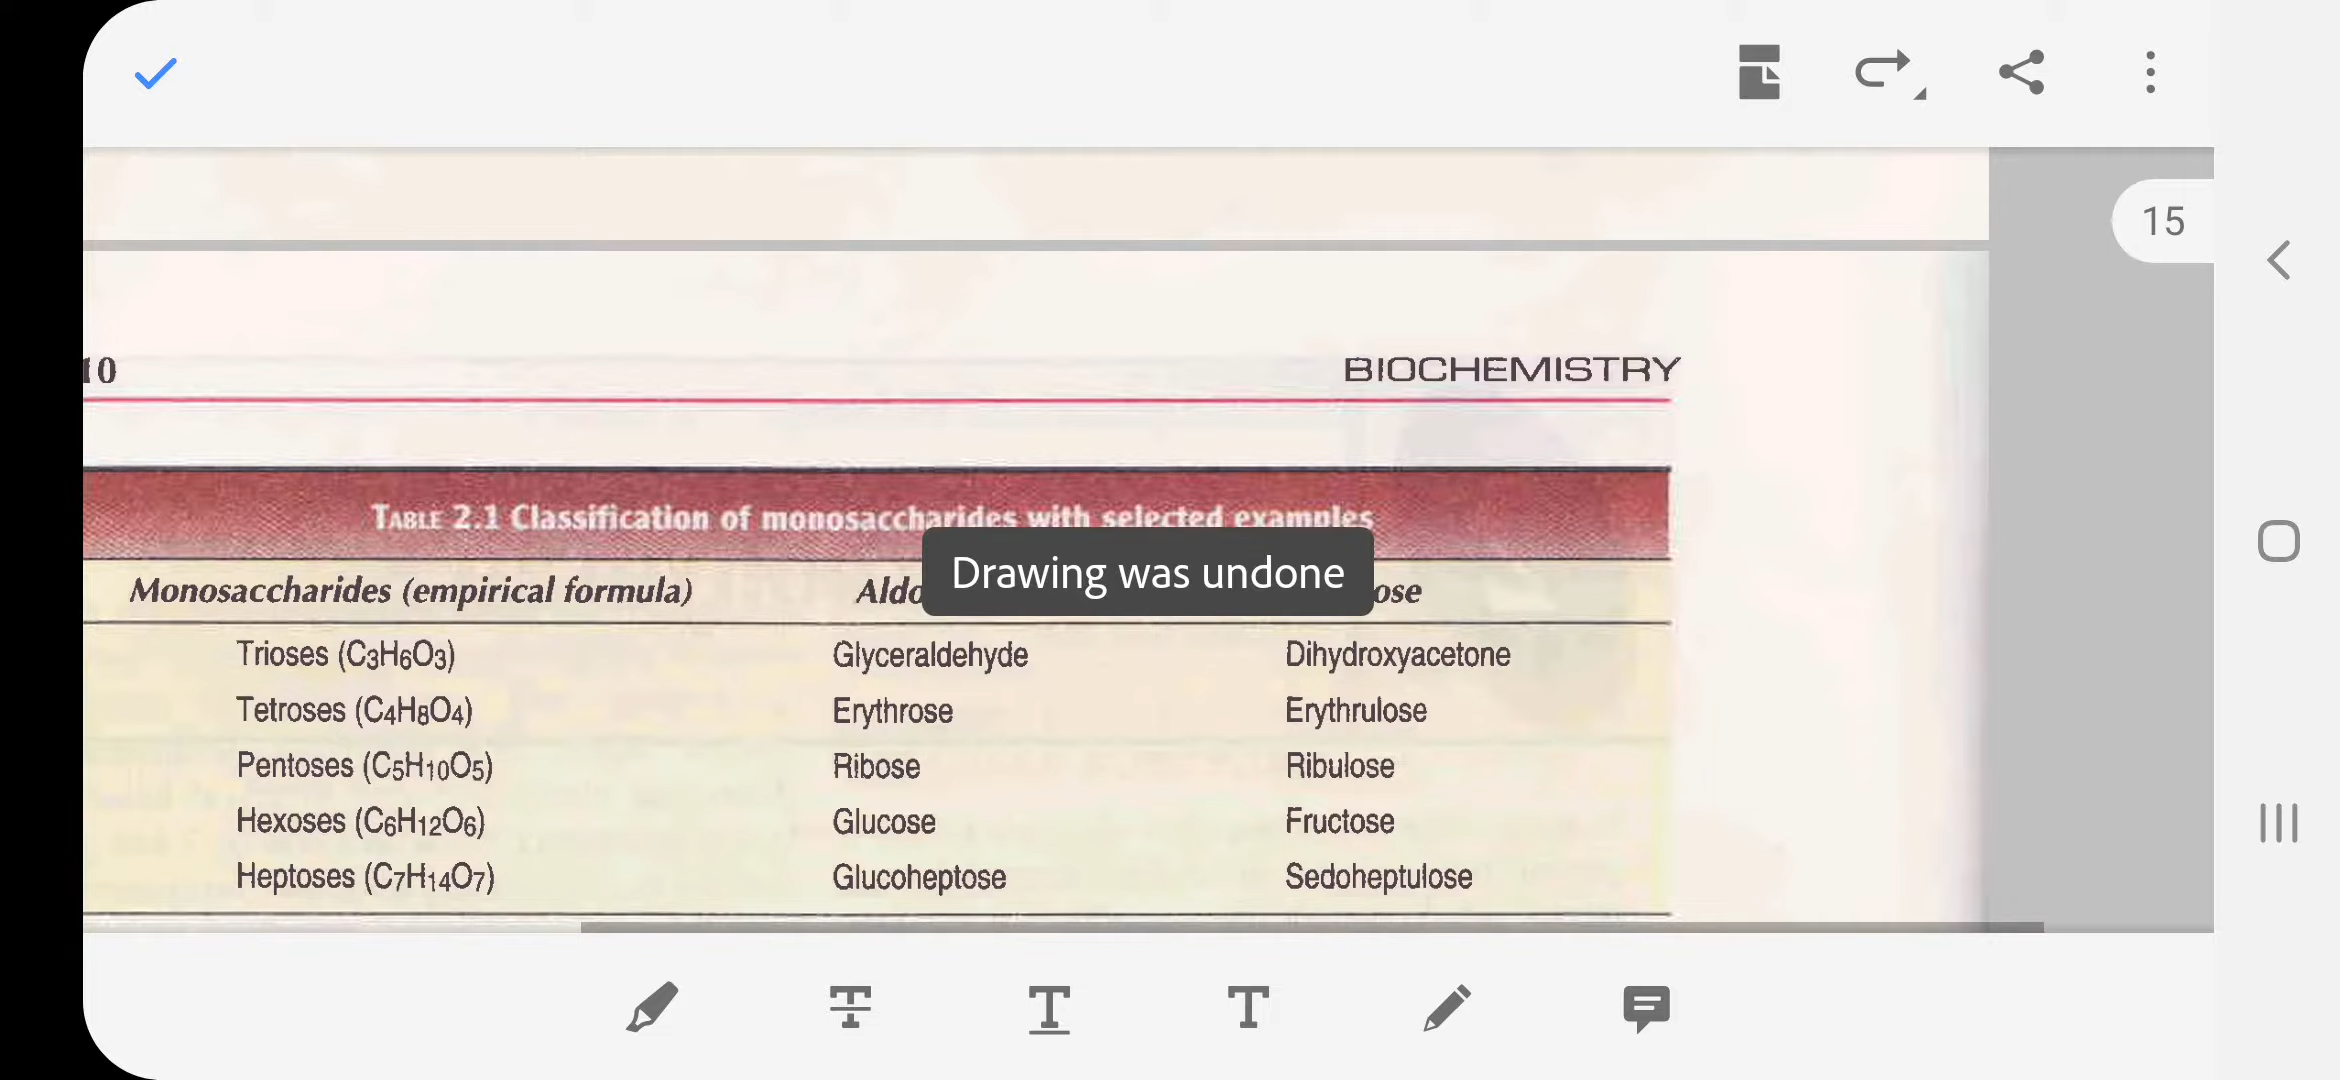 15
10 BIOCHEMISTRY
TABLE 2.1 Classification of monosaccharides with selected examples
Drawing was undone
Monosaccharides (empirical formula)
Trioses (C3H6O3) Glyceraldehyde Dihydroxyacetone
Tetroses (C4H8O4) Erythrose Erythrulose
Pentoses (C5H10O5) Ribose Ribulose
Hexoses (C6H12O6) Glucose Fructose
Heptoses (C7H14O7) Glucoheptose Sedoheptulose